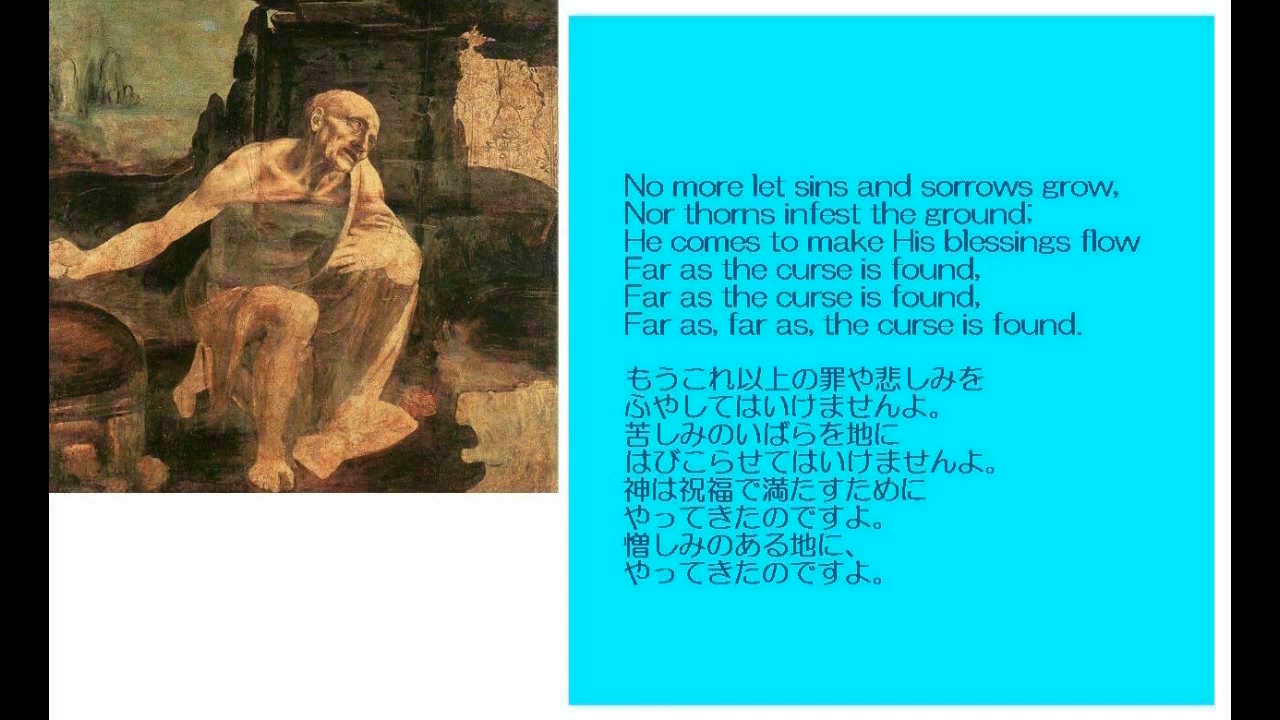 No more let sins and sorrows grow,
Nor thorns infest the ground;
He comes to make His blessings flow
Far as the curse is found,
Far as the curse is found,
Far as, far as, the curse is found.
もうこれ以上の罪や悲しみを
ふやしてはいけませんよ。
苦しみのいばらを地に
はびこらせてはいけませんよ。
神は祝福で満たすために
やってきたのですよ。
憎しみのある地に、
やってきたのですよ。